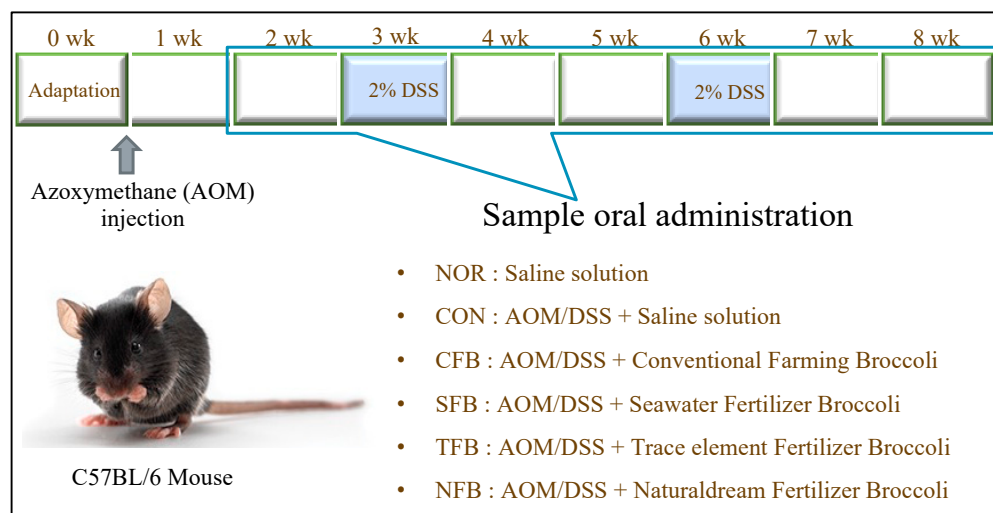 0 wk 1 wk 2 wk 3 wk 4 wk 5 wk 6 wk 7 wk 8 wk
Adaptation 2% DSS 2% DSS
Azoxymethane (AOM)
injection
Sample oral administration
• NOR : Saline solution
• CON : AOM/DSS + Saline solution
• CFB : AOM/DSS + Conventional Farming Broccoli
• SFB : AOM/DSS + Seawater Fertilizer Broccoli
• TFB : AOM/DSS + Trace element Fertilizer Broccoli
• NFB : AOM/DSS + Naturaldream Fertilizer Broccoli
C57BL/6 Mouse